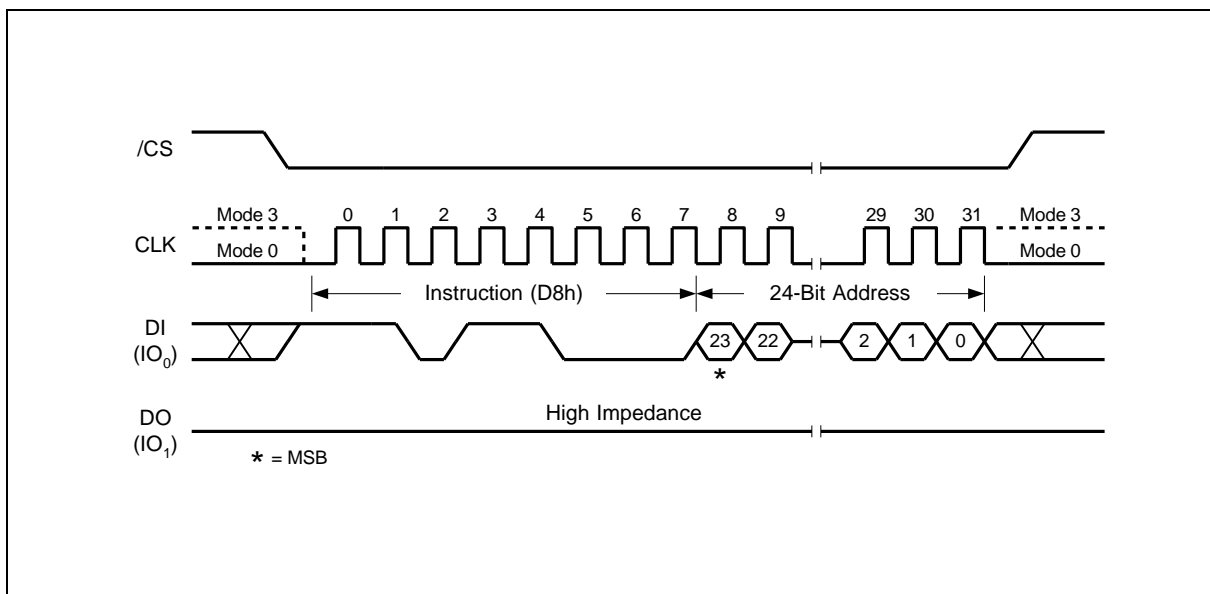 /CS
Mode 3 0 1 2 3 4 5 6 7 8 9 29 30 31 Mode 3
CLK
Mode 0 Mode 0
Instruction (D8h) 24-Bit Address
DI
(IO₀)
23 22 2 1 0
*
High Impedance
DO
(IO₁)
* = MSB